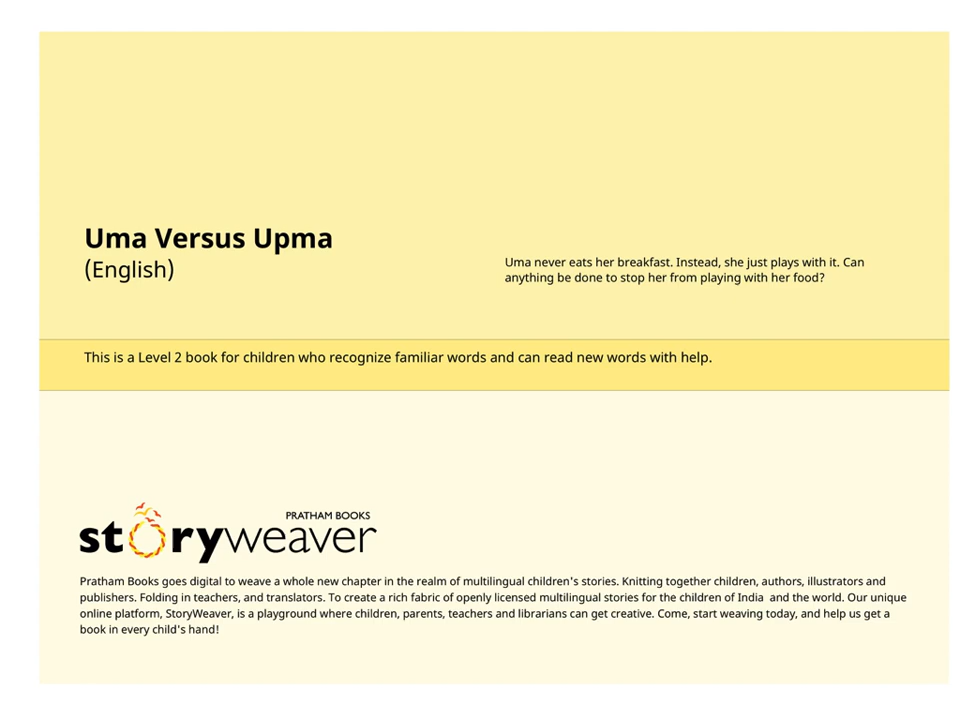 Uma Versus Upma
(English)
Uma never eats her breakfast. Instead, she just plays with it. Can
anything be done to stop her from playing with her food?
This is a Level 2 book for children who recognize familiar words and can read new words with help.
PRATHAM BOOKS
storyweaver
Pratham Books goes digital to weave a whole new chapter in the realm of multilingual children's stories. Knitting together children, authors, illustrators and
publishers. Folding in teachers, and translators. To create a rich fabric of openly licensed multilingual stories for the children of India  and the world. Our unique
online platform, StoryWeaver, is a playground where children, parents, teachers and librarians can get creative. Come, start weaving today, and help us get a
book in every child's hand!